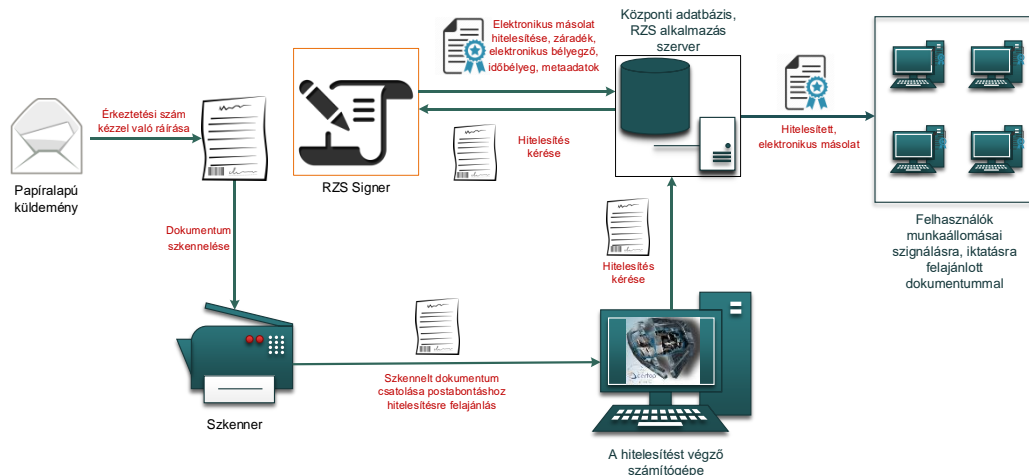 Elektronikus másolat
hitelesítése, záradék,
elektronikus bélyegző,
időbélyeg, metaadatok
Központi adatbázis,
RZS alkalmazás
szerver
Érkeztetési szám
kézzel való ráírása
Papíralapú
küldemény
RZS Signer
Hitelesítés
kérése
Hitelesített,
elektronikus másolat
Felhasználók
munkaállomásai
szignálásra, iktatásra
felajánlott
dokumentummal
Dokumentum
szkennelése
Hitelesítés
kérése
Szkennelt dokumentum
csatolása postabontáshoz
hitelesítésre felajánlás
Szkenner
A hitelesítést végző
számítógépe